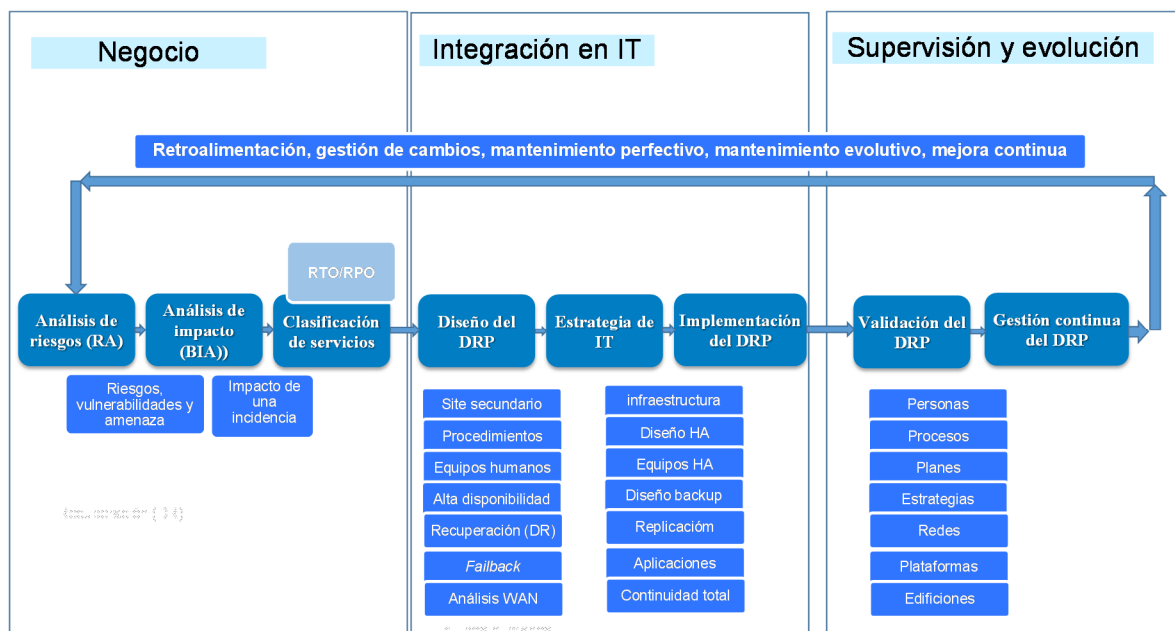 Negocio
Integración en IT
Supervisión y evolución
Retroalimentación, gestión de cambios, mantenimiento perfectivo, mantenimiento evolutivo, mejora continua
RTO/RPO
Análisis de
riesgos (RA)
Análisis de
impacto
(BIA))
Clasificación
de servicios
Diseño del
DRP
Estrategia de
IT
Implementación
del DRP
Validación del
DRP
Gestión continua
del DRP
Riesgos,
vulnerabilidades y
amenaza
Impacto de
una
incidencia
Site secundario
Procedimientos
Equipos humanos
Alta disponibilidad
Recuperación (DR)
Failback
Análisis WAN
infraestructura
Diseño HA
Equipos HA
Diseño backup
Replicacióm
Aplicaciones
Continuidad total
Personas
Procesos
Planes
Estrategias
Redes
Plataformas
Edificiones